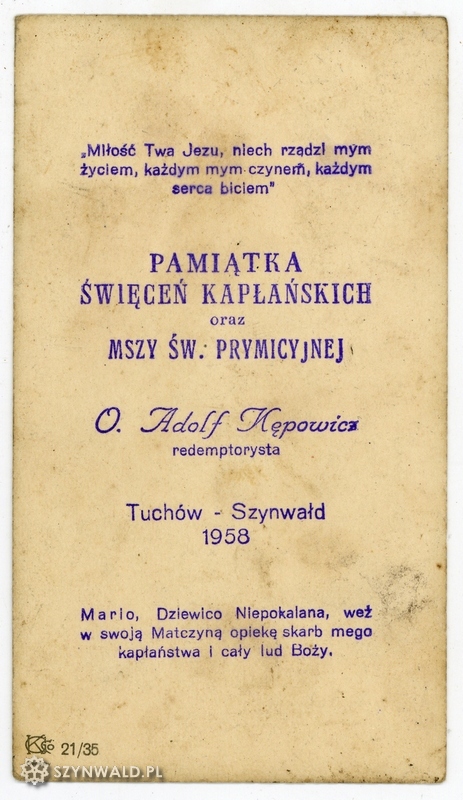 „Miłość Twa Jezu, niech rządzi mym
życiem, każdym mym czynem, każdym
serca biciem"
PAMIĄTKA
ŚWIĘCEŃ KAPŁAŃSKICH
oraz
MSZY ŚW. PRYMICYJNEJ
O. Adolf Kępowicz
redemptorysta
Tuchów - Szynwałd
1958
Mario, Dziewico Niepokalana, weź
w swoją Matczyną opiekę skarb mego
kapłaństwa i cały lud Boży.
21/35
SZYNWALD.PL